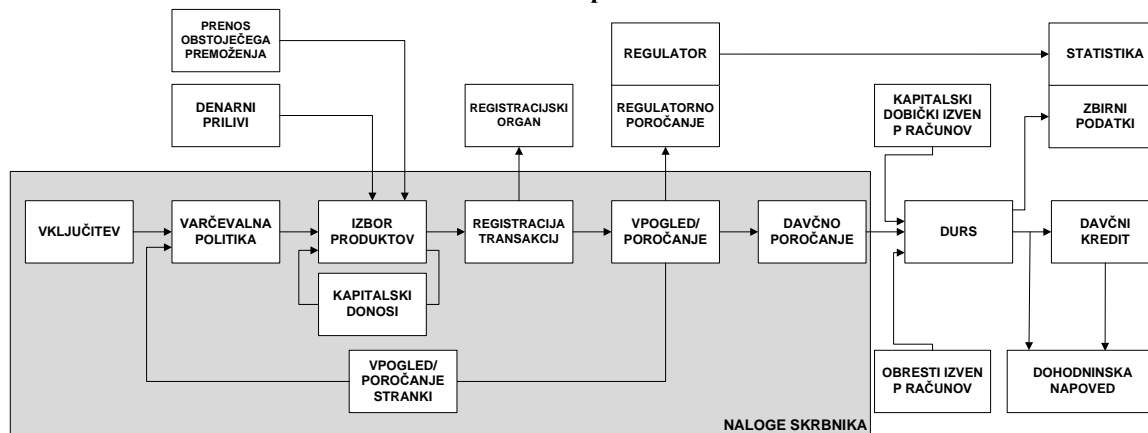 PRENOS
OBSTOJEČEGA
PREMOŽENJA
REGULATOR
STATISTIKA
DENARNI
PRILIVI
REGISTRACIJSKI
ORGAN
REGULATORNO
POROČANJE
KAPITALSKI
DOBIČKI IZVEN
P RAČUNOV
ZBIRNI
PODATKI
VKLJUČITEV
VARČEVALNA
POLITIKA
IZBOR
PRODUKTOV
REGISTRACIJA
TRANSAKCIJ
VPOGLED/
POROČANJE
DAVČNO
POROČANJE
DURS
DAVČNI
KREDIT
KAPITALSKI
DONOSI
VPOGLED/
POROČANJE
STRANKI
OBRESTI IZVEN
P RAČUNOV
DOHODNINSKA
NAPOVED
NALOGE SKRBNIKA